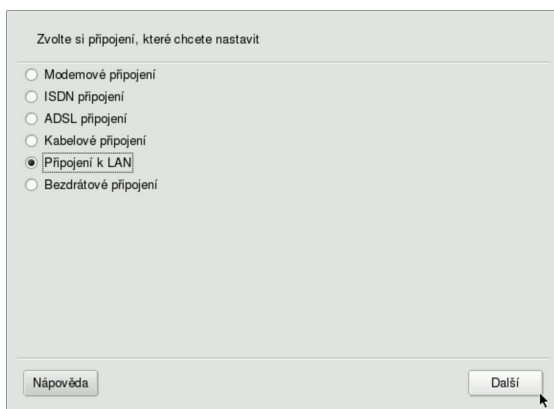 Zvolte si připojení, které chcete nastavit
Modemové připojení
ISDN připojení
ADSL připojení
Kabelové připojení
Připojení k LAN
Bezdrátové připojení
Nápověda
Další